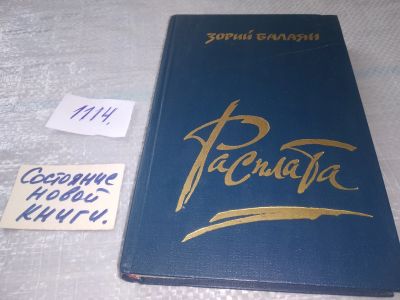 ЗОРИЙ БАЛАЯН
Расплата
1114.
Состояние
новой
книги.